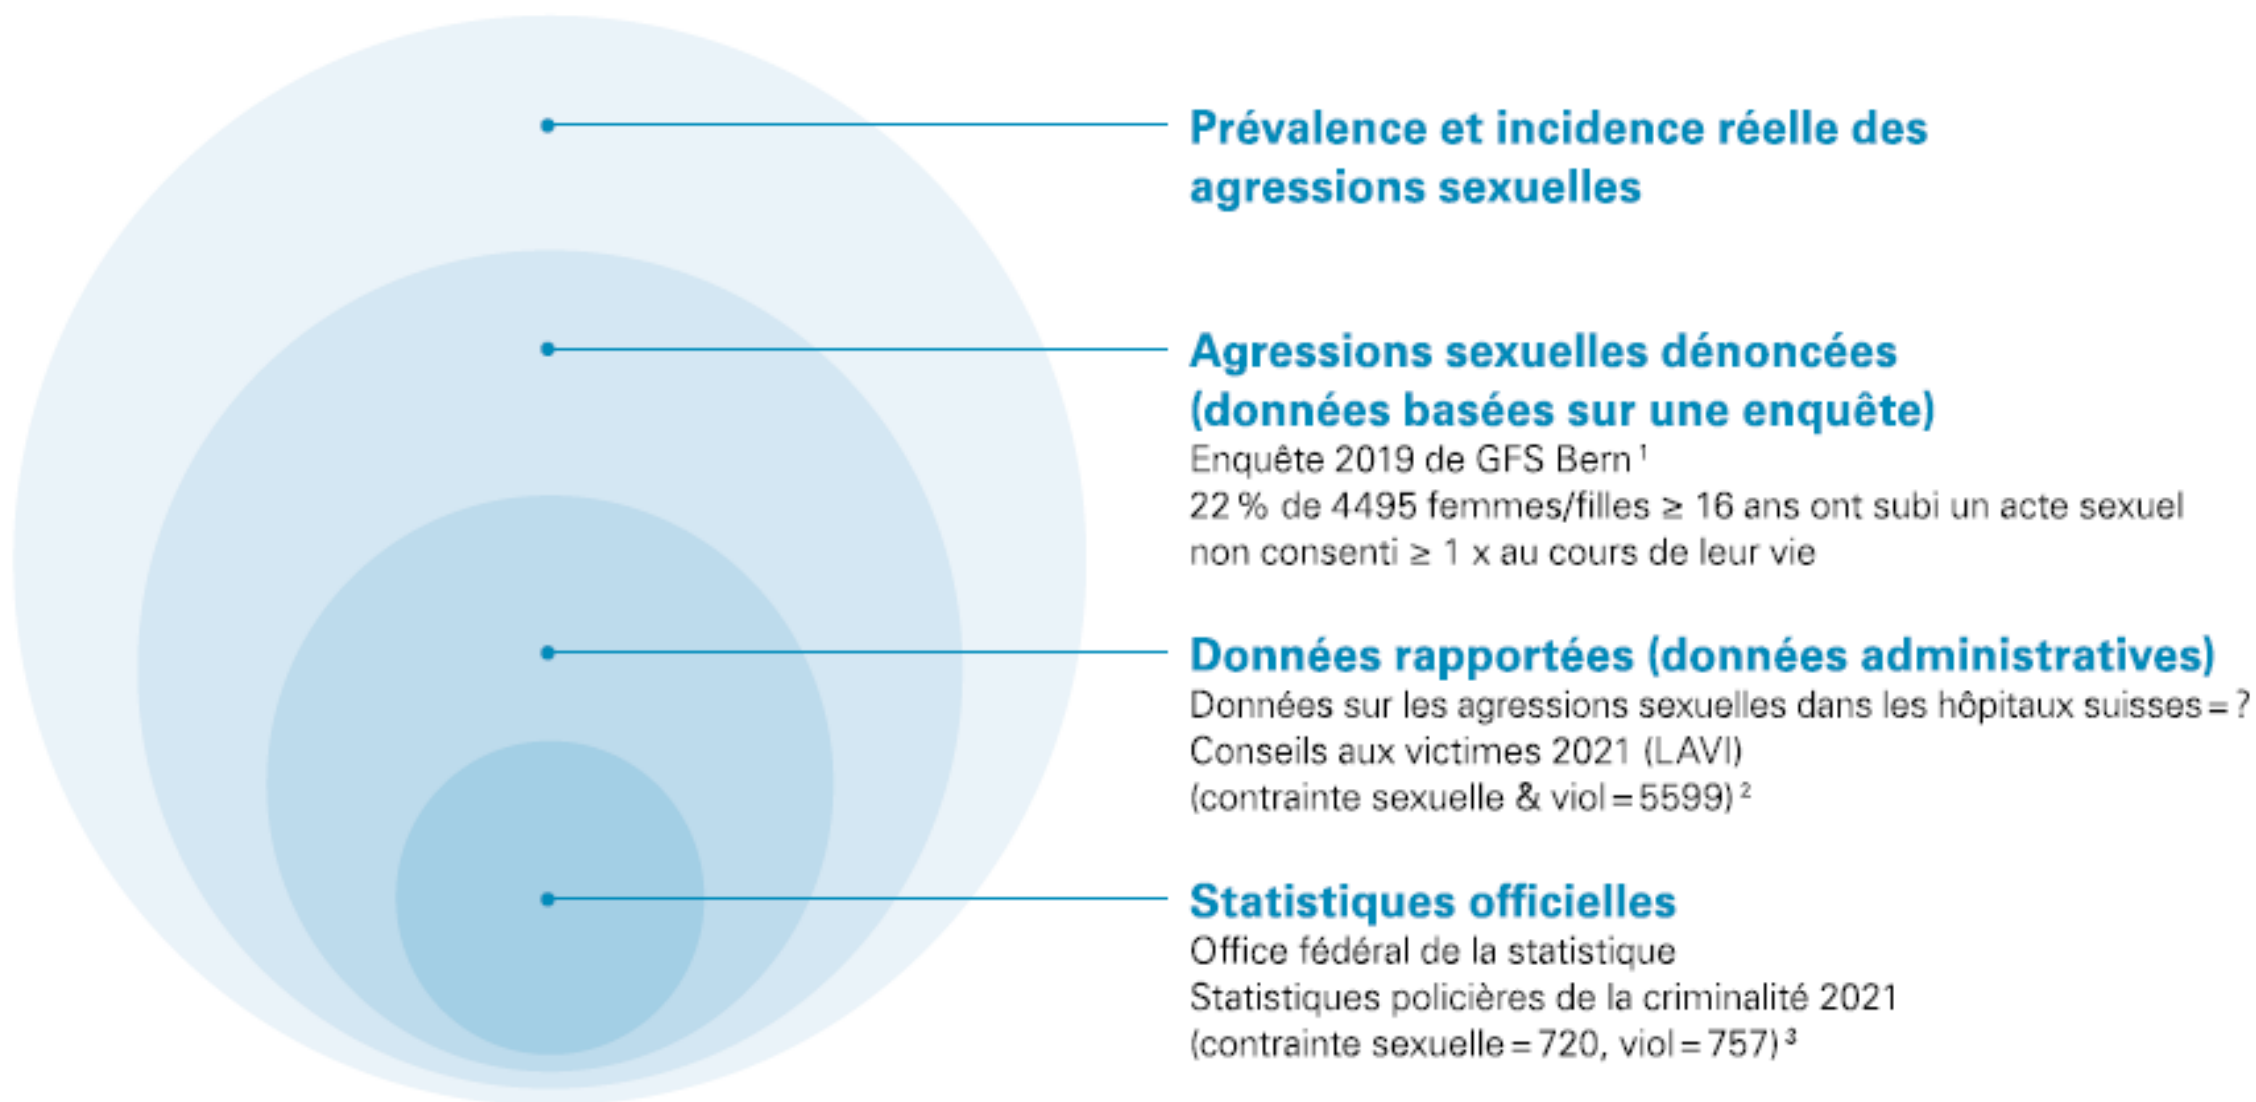 Prévalence et incidence réelle des
agressions sexuelles
Agressions sexuelles dénoncées
(données basées sur une enquête)
Enquête 2019 de GFS Bern ¹
22 % de 4495 femmes/filles ≥ 16 ans ont subi un acte sexuel
non consenti ≥ 1 x au cours de leur vie
Données rapportées (données administratives)
Données sur les agressions sexuelles dans les hôpitaux suisses = ?
Conseils aux victimes 2021 (LAVI)
(contrainte sexuelle & viol = 5599) ²
Statistiques officielles
Office fédéral de la statistique
Statistiques policières de la criminalité 2021
(contrainte sexuelle = 720, viol = 757) ³